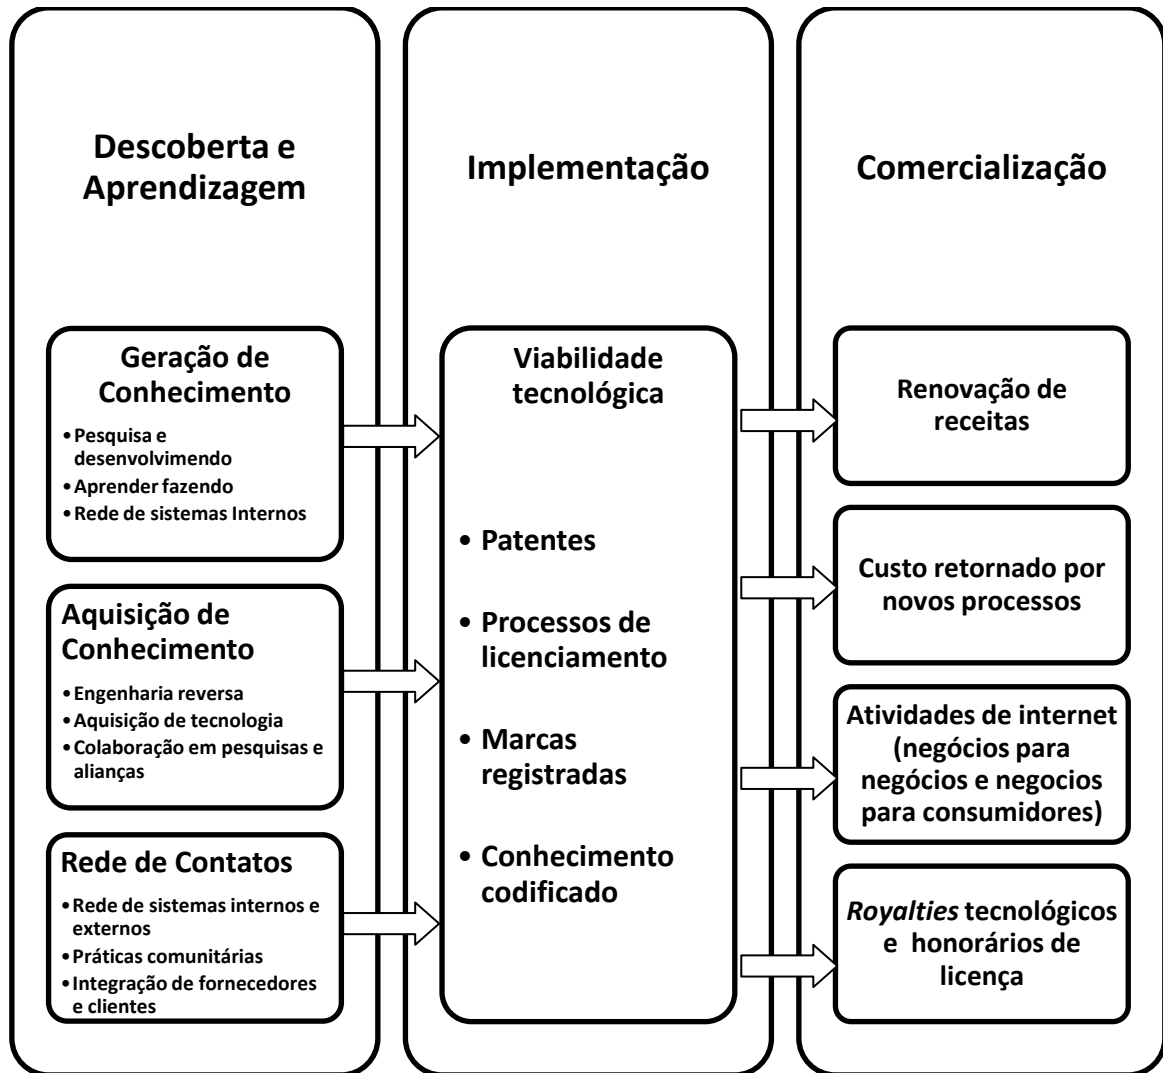 Descoberta e
Aprendizagem
Geração de
Conhecimento
• Pesquisa e
desenvolvimendo
• Aprender fazendo
• Rede de sistemas Internos
Aquisição de
Conhecimento
• Engenharia reversa
• Aquisição de tecnologia
• Colaboração em pesquisas e
alianças
Rede de Contatos
• Rede de sistemas internos e
externos
• Práticas comunitárias
• Integração de fornecedores
e clientes
Implementação
Viabilidade
tecnológica
• Patentes
• Processos de
licenciamento
• Marcas
registradas
• Conhecimento
codificado
Comercialização
Renovação de
receitas
Custo retornado por
novos processos
Atividades de internet
(negócios para
negócios e negocios
para consumidores)
Royalties tecnológicos
e honorários de
licença